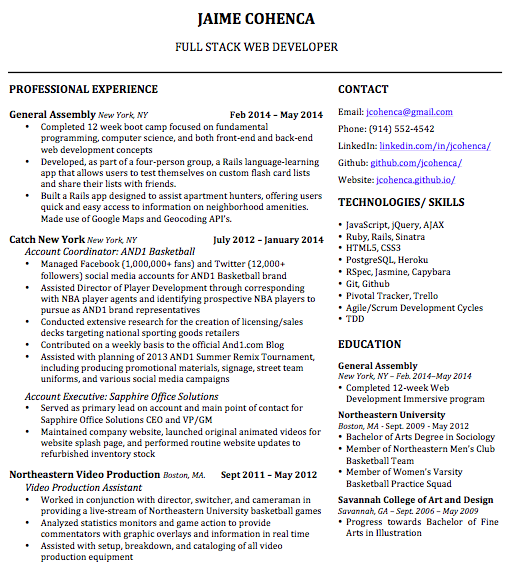 JAIME COHENCA
FULL STACK WEB DEVELOPER
PROFESSIONAL EXPERIENCE
General Assembly New York, NY Feb 2014 – May 2014
• Completed 12 week boot camp focused on fundamental
programming, computer science, and both front-end and back-end
web development concepts
• Developed, as part of a four-person group, a Rails language-learning
app that allows users to test themselves on custom flash card lists
and share their lists with friends.
• Built a Rails app designed to assist apartment hunters, offering users
quick and easy access to information on neighborhood amenities.
Made use of Google Maps and Geocoding API's.
Catch New York New York, NY July 2012 – January 2014
Account Coordinator: AND1 Basketball
• Managed Facebook (1,000,000+ fans) and Twitter (12,000+
followers) social media accounts for AND1 Basketball brand
• Assisted Director of Player Development through corresponding
with NBA player agents and identifying prospective NBA players to
pursue as AND1 brand representatives
• Conducted extensive research for the creation of licensing/sales
decks targeting national sporting goods retailers
• Contributed on a weekly basis to the official And1.com Blog
• Assisted with planning of 2013 AND1 Summer Remix Tournament,
including producing promotional materials, signage, street team
uniforms, and various social media campaigns
Account Executive: Sapphire Office Solutions
• Served as primary lead on account and main point of contact for
Sapphire Office Solutions CEO and VP/GM
• Maintained company website, launched original animated videos for
website splash page, and performed routine website updates to
refurbished inventory stock
Northeastern Video Production Boston, MA. Sept 2011 – May 2012
Video Production Assistant
• Worked in conjunction with director, switcher, and cameraman in
providing a live-stream of Northeastern University basketball games
• Analyzed statistics monitors and game action to provide
commentators with graphic overlays and information in real time
• Assisted with setup, breakdown, and cataloging of all video
production equipment
CONTACT
Email: jcohenca@gmail.com
Phone: (914) 552-4542
LinkedIn: linkedin.com/in/jcohenca/
Github: github.com/jcohenca/
Website: jcohenca.github.io/
TECHNOLOGIES/ SKILLS
• JavaScript, jQuery, AJAX
• Ruby, Rails, Sinatra
• HTML5, CSS3
• PostgreSQL, Heroku
• RSpec, Jasmine, Capybara
• Git, Github
• Pivotal Tracker, Trello
• Agile/Scrum Development Cycles
• TDD
EDUCATION
General Assembly
New York, NY – Feb. 2014–May 2014
• Completed 12-week Web
Development Immersive program
Northeastern University
Boston, MA - Sept. 2009 - May 2012
• Bachelor of Arts Degree in Sociology
• Member of Northeastern Men's Club
Basketball Team
• Member of Women's Varsity
Basketball Practice Squad
Savannah College of Art and Design
Savannah, GA – Sept. 2006 – May 2009
• Progress towards Bachelor of Fine
Arts in Illustration